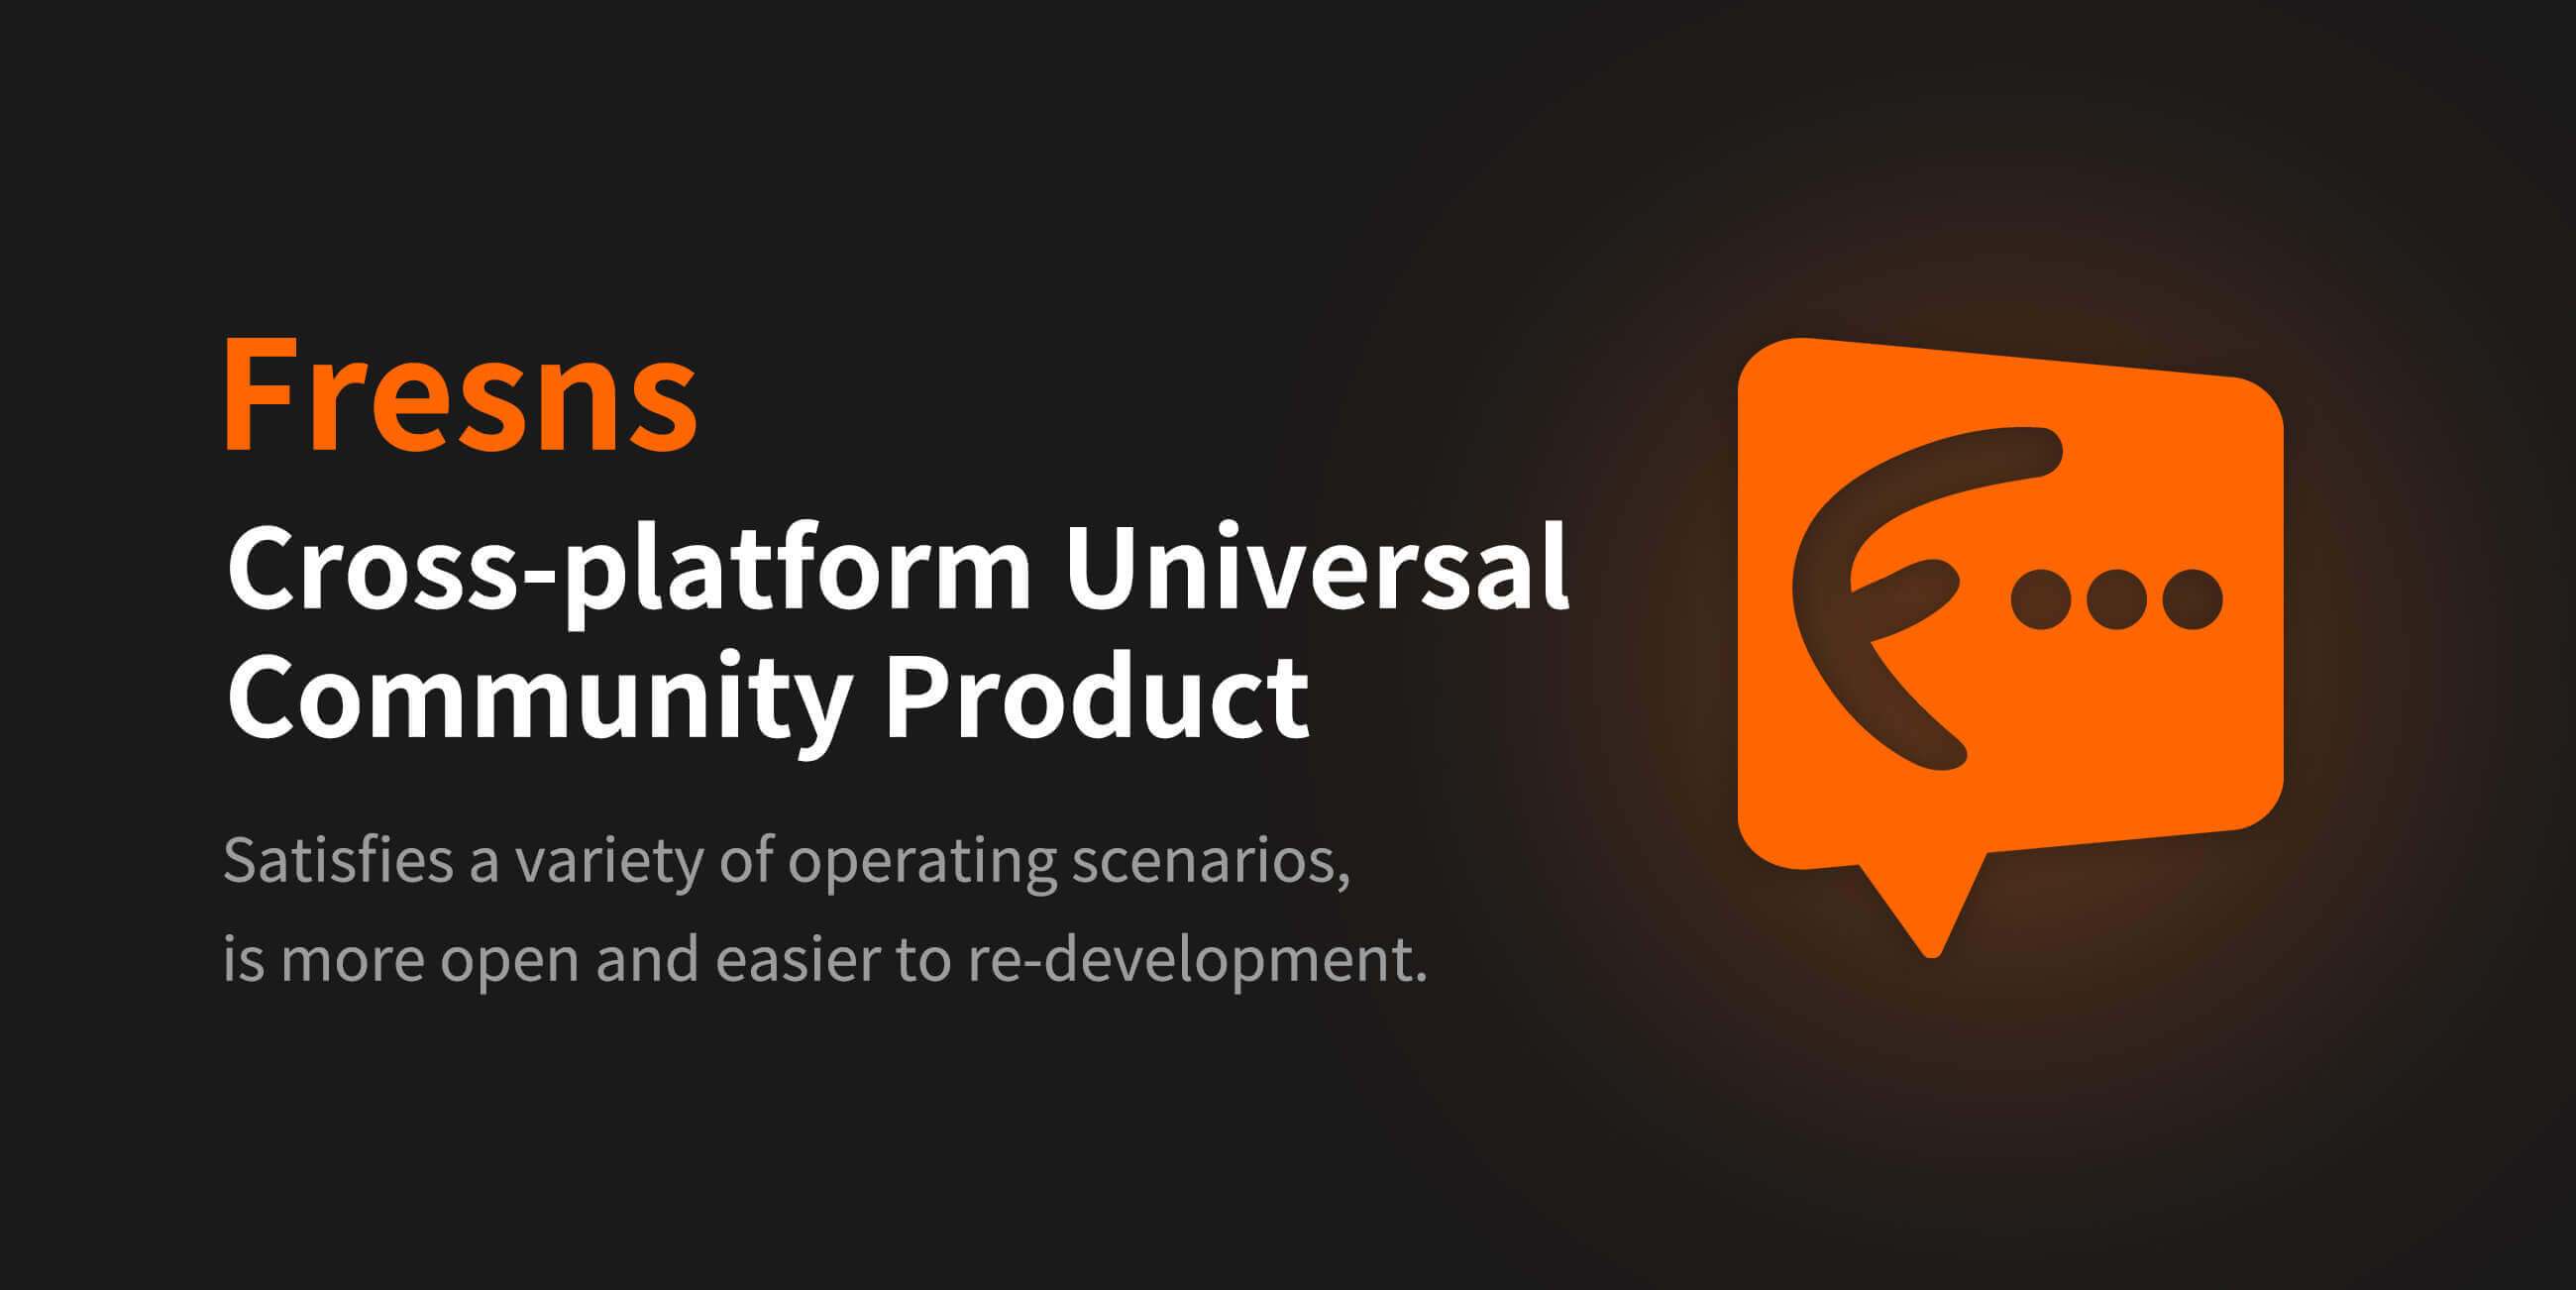 Fresns
Cross-platform Universal
Community Product
Satisfies a variety of operating scenarios,
is more open and easier to re-development.